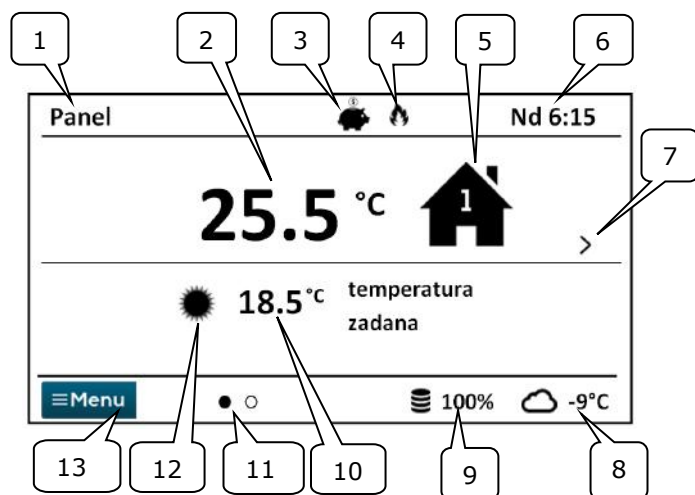 1 2 3 4 5 6
Panel Nd 6:15
7
25.5 °C 1
>
18.5 °C temperatura
zadana
≡Menu 100% -9°C
13 12 11 10 9 8